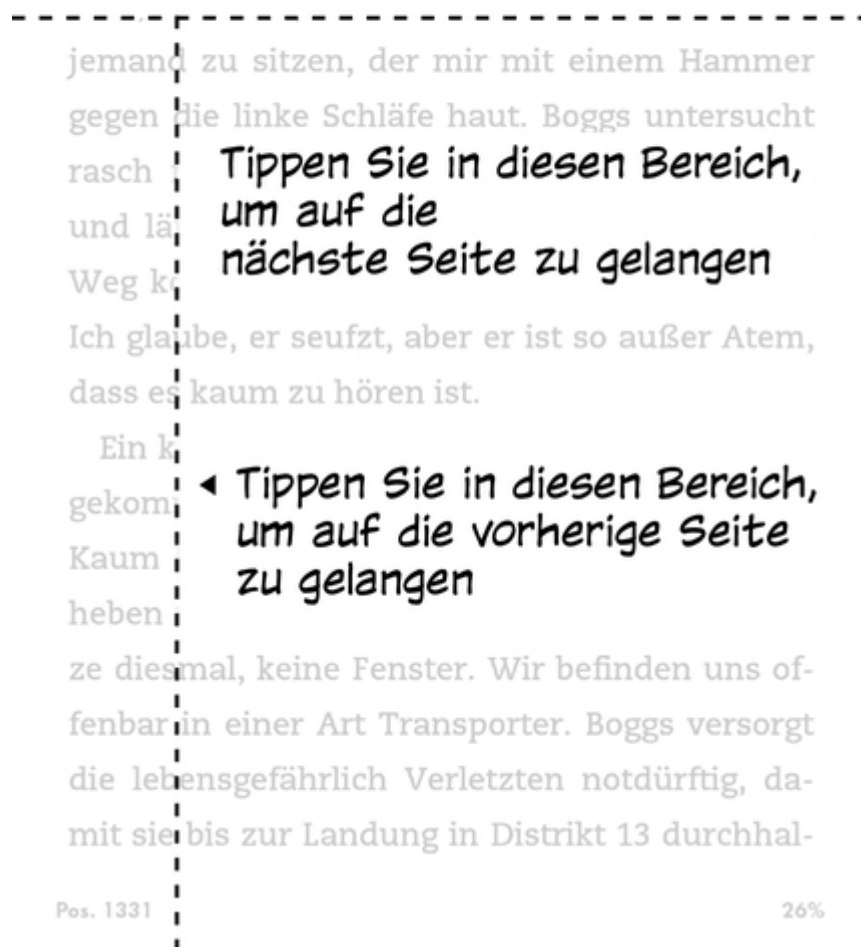 jemand zu sitzen, der mir mit einem Hammer
gegen die linke Schläfe haut. Boggs untersucht
rasch
Tippen Sie in diesen Bereich,
und lä
um auf die
nächste Seite zu gelangen
Weg
Ich glaube, er seufzt, aber er ist so außer Atem,
dass es kaum zu hören ist.
Ein k
Tippen Sie in diesen Bereich,
gekom
um auf die vorherige Seite
Kaum
zu gelangen
heben
ze diesmal, keine Fenster. Wir befinden uns of-
fenbar in einer Art Transporter. Boggs versorgt
die lebensgefährlich Verletzten notdürftig, da-
mit sie bis zur Landung in Distrikt 13 durchhal-
Pos. 1331 26%